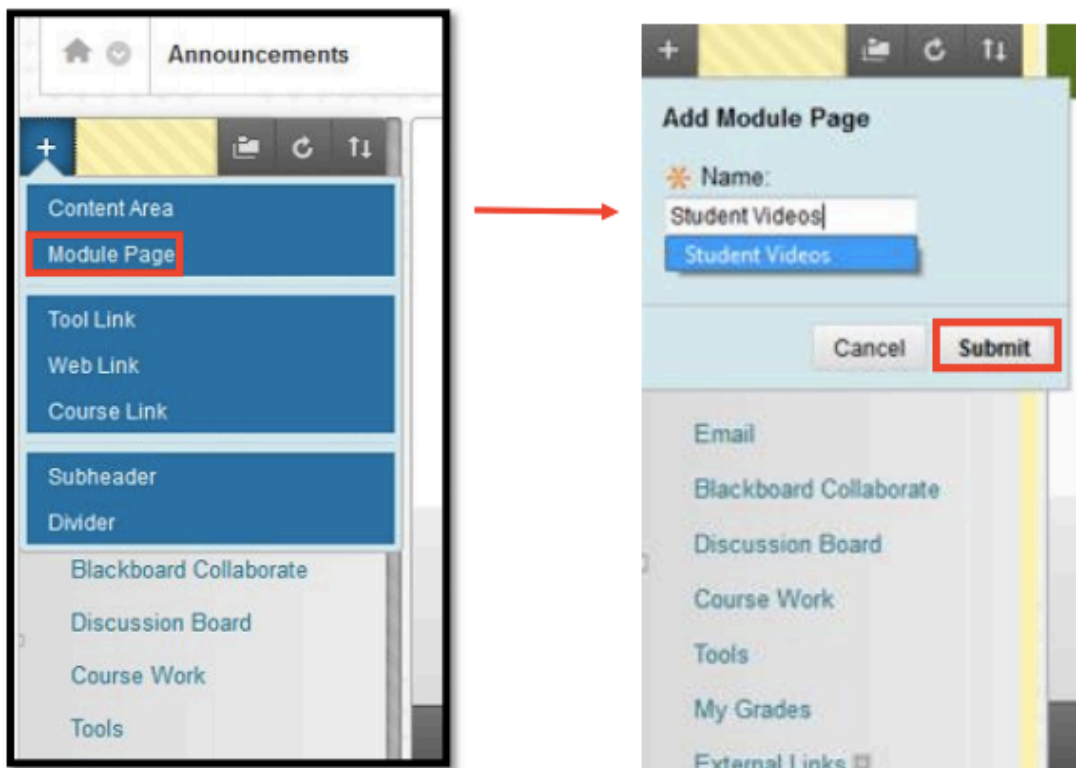 Announcements
+
Content Area
Module Page
Tool Link
Web Link
Course Link
Subheader
Divider
Blackboard Collaborate
Discussion Board
Course Work
Tools
+
Add Module Page
Name:
Student Videos
Student Videos
Cancel Submit
Email
Blackboard Collaborate
Discussion Board
Course Work
Tools
My Grades
External Links